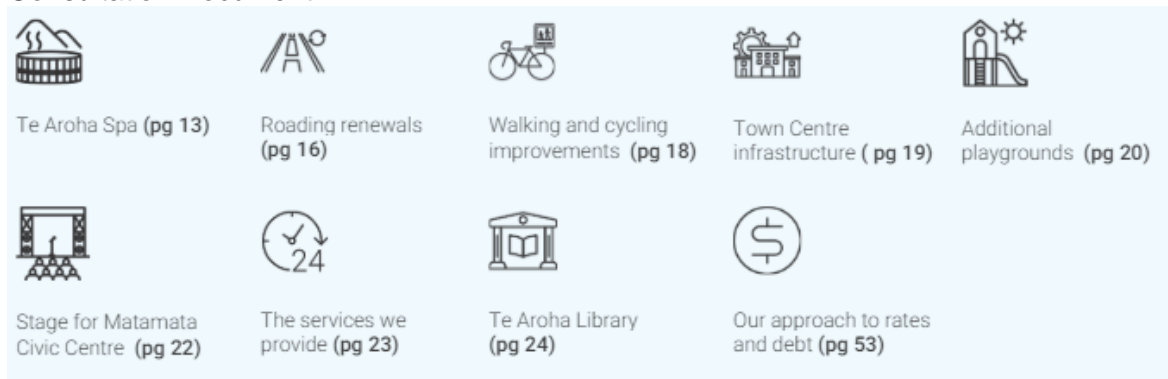 Te Aroha Spa (pg 13)
Roading renewals
(pg 16)
Walking and cycling
improvements (pg 18)
Town Centre
infrastructure ( pg 19)
Additional
playgrounds (pg 20)
24
Stage for Matamata
Civic Centre (pg 22)
The services we
provide (pg 23)
Te Aroha Library
(pg 24)
$
Our approach to rates
and debt (pg 53)